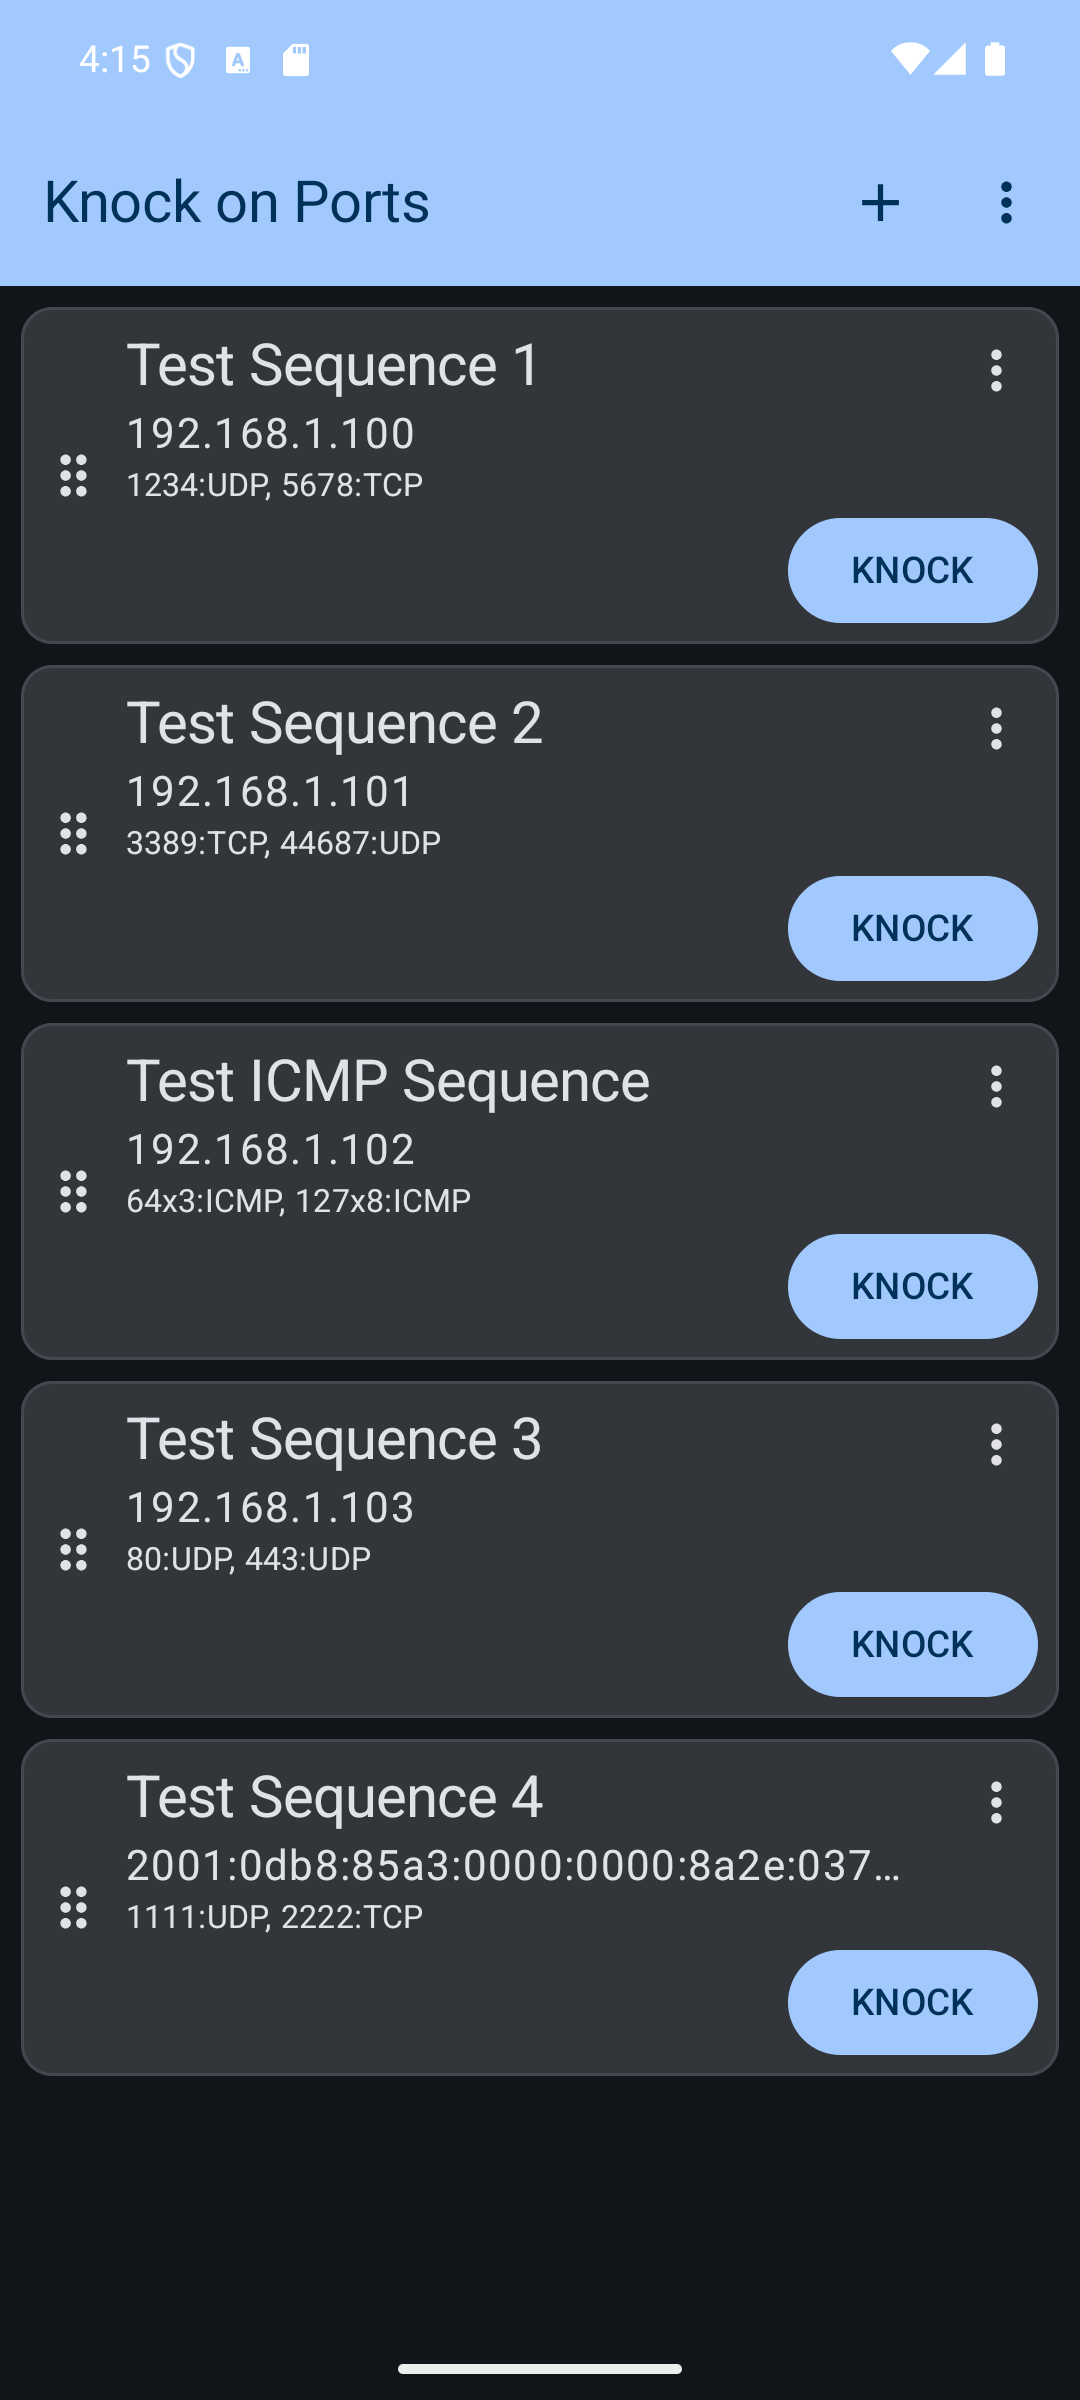 4:15
Knock on Ports
Test Sequence 1
192.168.1.100
1234:UDP, 5678:TCP
KNOCK
Test Sequence 2
192.168.1.101
3389:TCP, 44687:UDP
KNOCK
Test ICMP Sequence
192.168.1.102
64x3:ICMP, 127x8:ICMP
KNOCK
Test Sequence 3
192.168.1.103
80:UDP, 443:UDP
KNOCK
Test Sequence 4
2001:0db8:85a3:0000:0000:8a2e:037…
1111:UDP, 2222:TCP
KNOCK